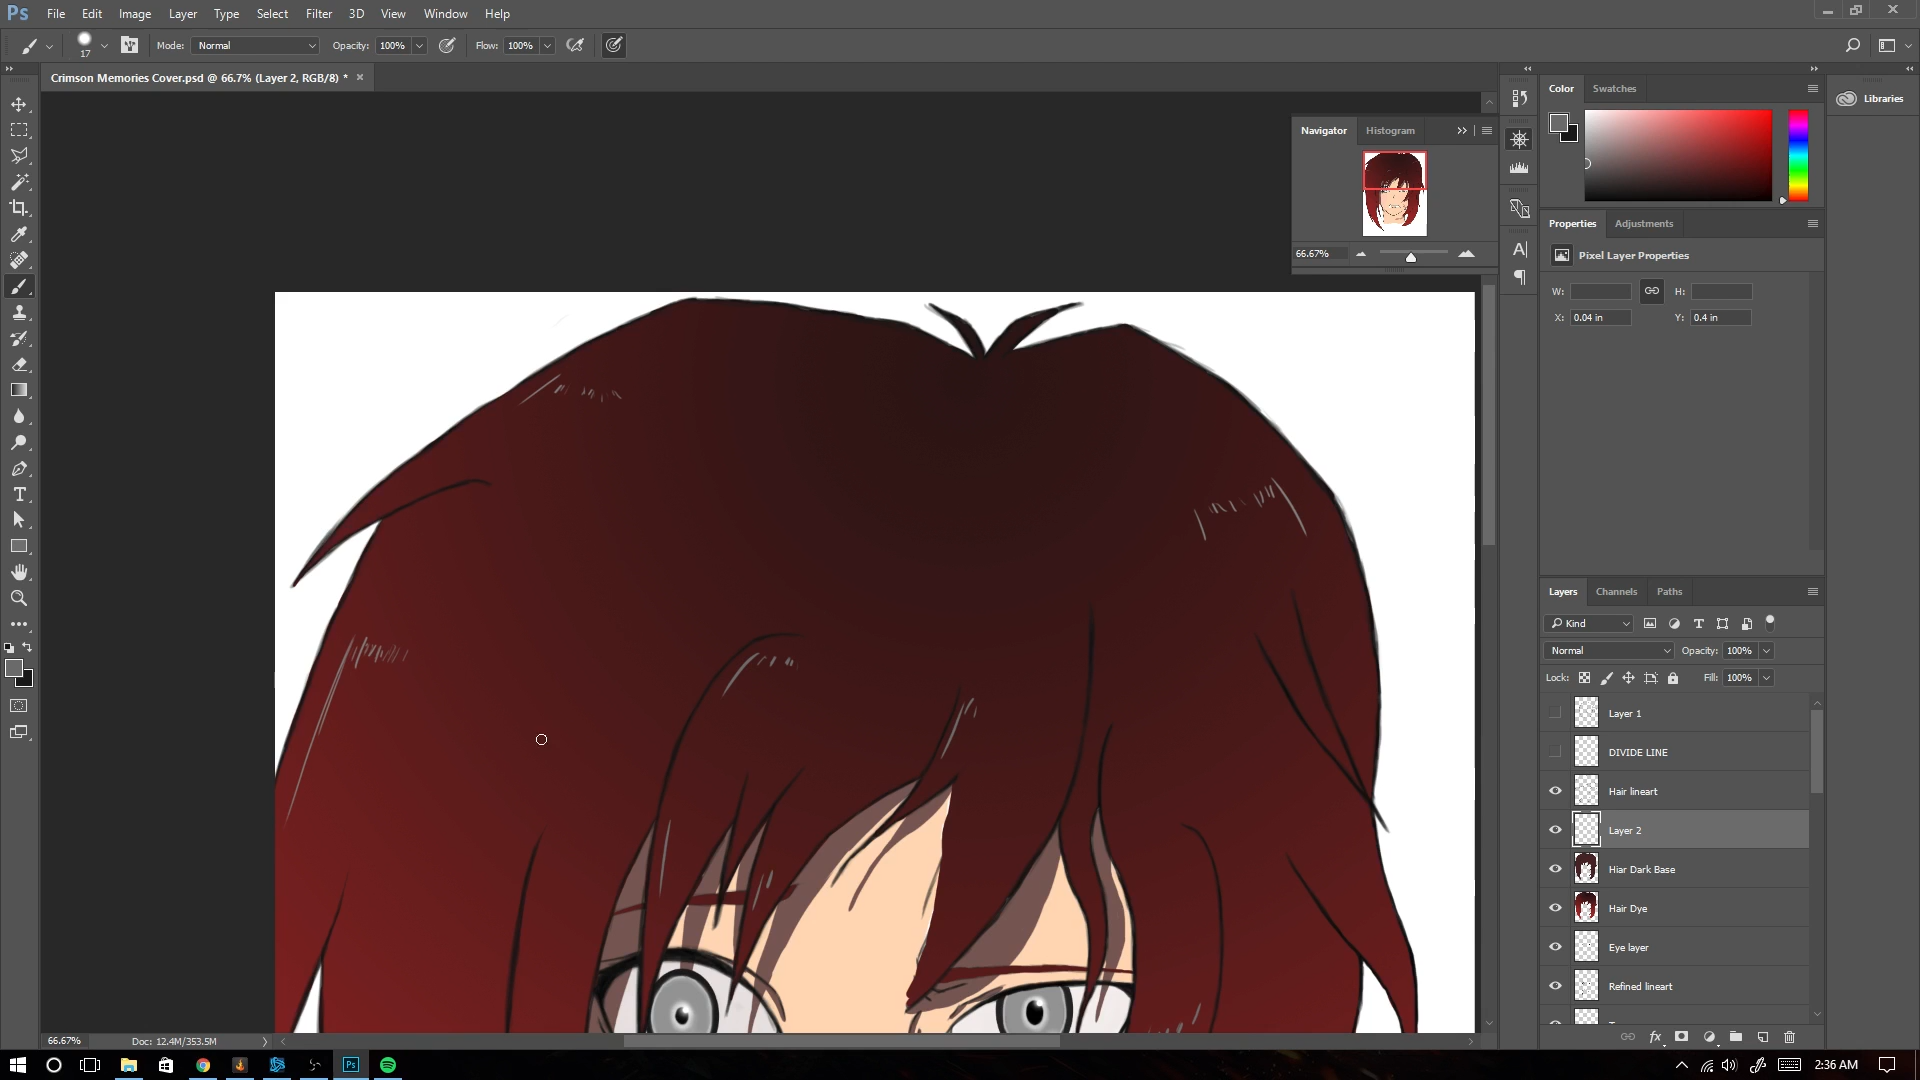 Ps File Edit Image Layer Type Select Filter 3D View Window Help
17 Mode: Normal Opacity: 100% Flow: 100%
Crimson Memories Cover.psd @ 66.7% (Layer 2, RGB/8) * ×
Navigator Histogram
66.67%
Color Swatches
Libraries
Properties Adjustments
Pixel Layer Properties
W: H:
X: 0.04 in Y: 0.4 in
Layers Channels Paths
Kind
Normal Opacity: 100%
Lock: Fill: 100%
Layer 1
DIVIDE LINE
Hair lineart
Layer 2
Hiar Dark Base
Hair Dye
Eye layer
Refined lineart
66.67% Doc: 12.4M/353.5M
Ps 2:36 AM